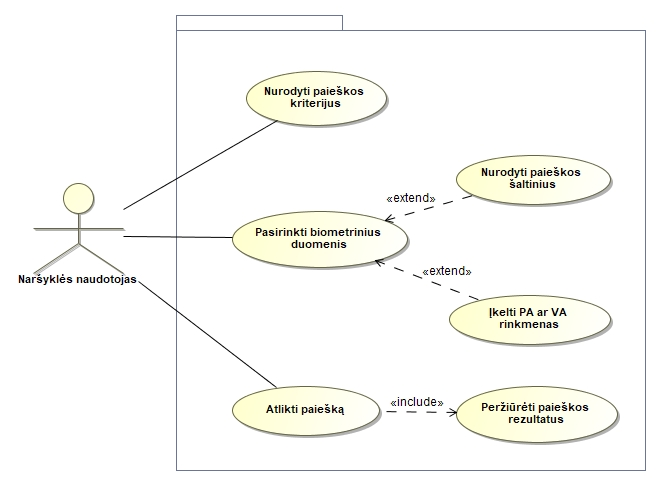 Nurodyti paieškos
kriterijus
Nurodyti paieškos
šaltinius
«extend»
Pasirinkti biometrinius
duomenis
«extend»
Naršyklės naudotojas
Įkelti PA ar VA
rinkmenas
Atlikti paiešką
«include»
Peržiūrėti paieškos
rezultatus